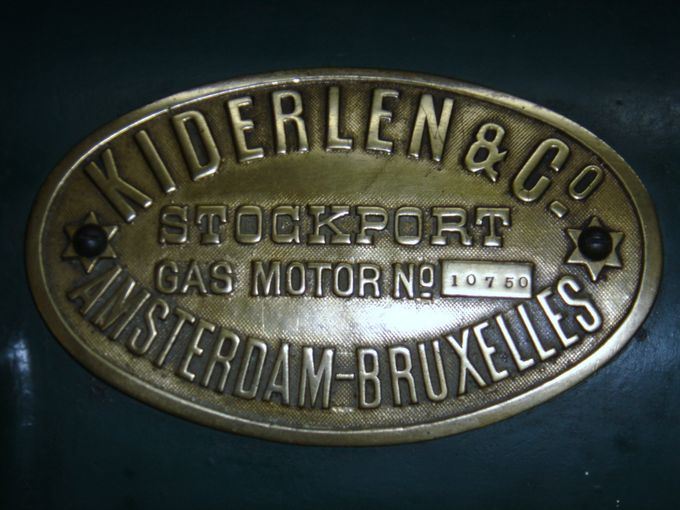 KIDERLEN & Cº
STOCKPORT
GAS MOTOR Nº 10750
AMSTERDAM-BRUXELLES